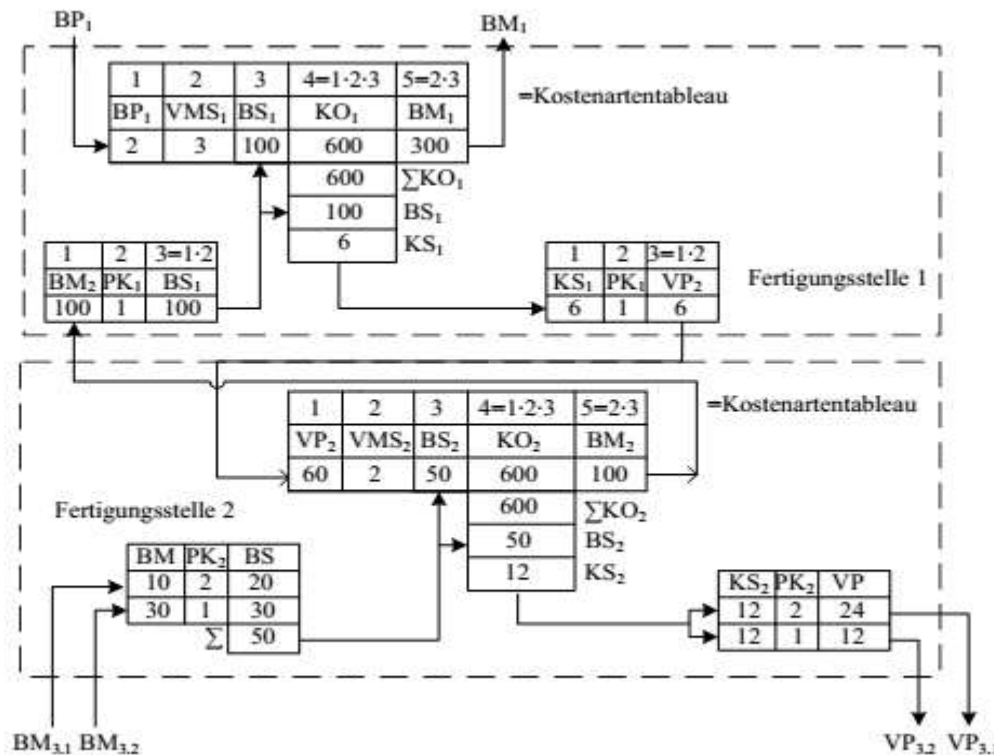 BP₁
BM₁
1 2 3 4=1·2·3 5=2·3
BP₁ VMS₁ BS₁ KO₁ BM₁
2 3 100 600 300
=Kostenartentableau
600 ∑KO₁
100 BS₁
6 KS₁
1 2 3=1·2
BM₂ PK₁ BS₁
100 1 100
1 2 3=1·2
KS₁ PK₁ VP₂
6 1 6
Fertigungsstelle 1
1 2 3 4=1·2·3 5=2·3
VP₂ VMS₂ BS₂ KO₂ BM₂
60 2 50 600 100
=Kostenartentableau
600 ∑KO₂
50 BS₂
12 KS₂
Fertigungsstelle 2
BM PK₂ BS
10 2 20
30 1 30
∑ 50
KS₂ PK₂ VP
12 2 24
12 1 12
BM₃,₁ BM₃,₂
VP₃,₂